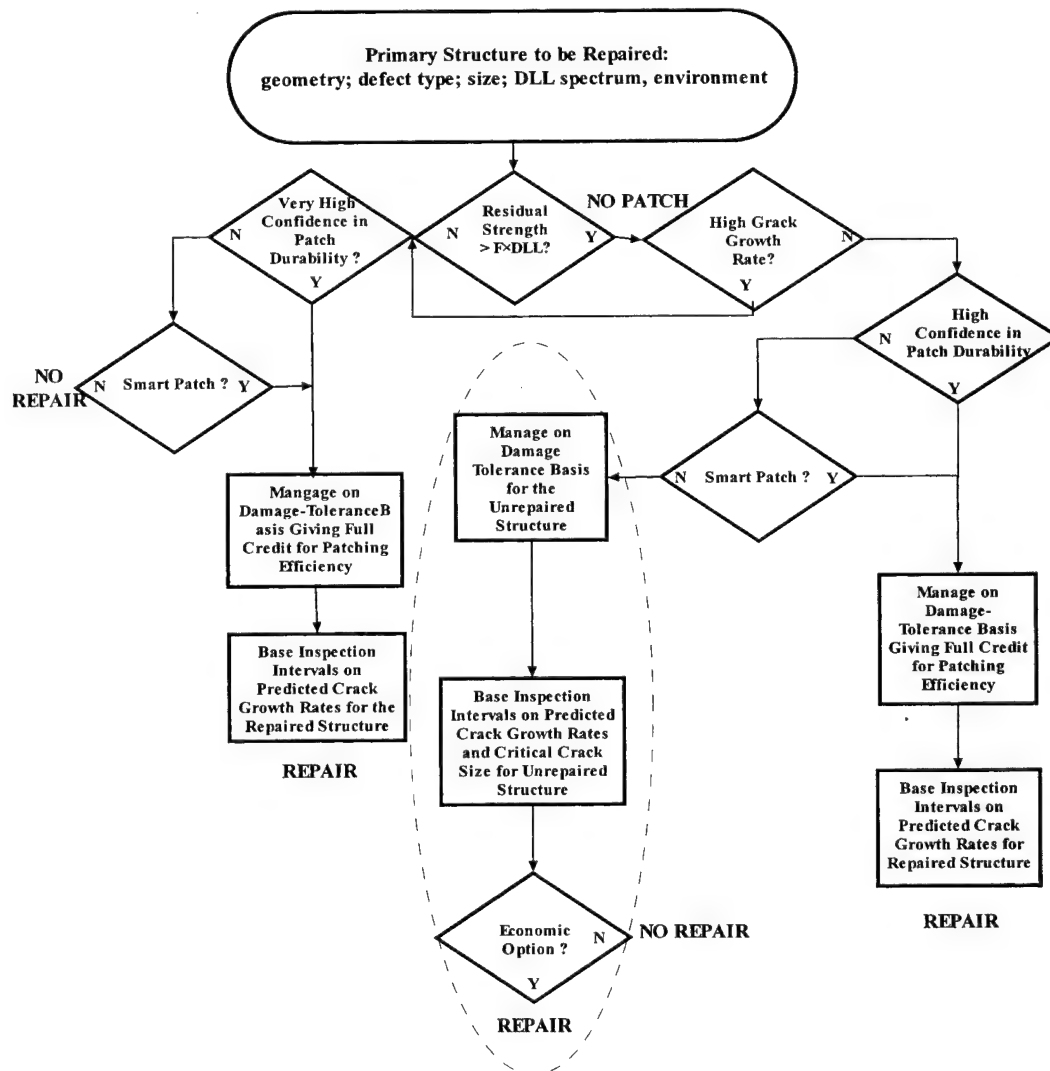 Primary Structure to be Repaired:
geometry; defect type; size; DLL spectrum, environment
Very High
Confidence in
Patch
Durability ?
N
Y
Residual
Strength
> F×DLL?
N
Y
NO PATCH
High Grack
Growth
Rate?
N
Y
High
Confidence in
Patch Durability
N
Y
NO
REPAIR
N
Smart Patch ?
Y
Manage on
Damage
Tolerance Basis
for the
Unrepaired
Structure
N
Smart Patch ?
Y
Mangage on
Damage-ToleranceB
asis Giving Full
Credit for Patching
Efficiency
Manage on
Damage-
Tolerance Basis
Giving Full Credit
for Patching
Efficiency
Base Inspection
Intervals on
Predicted Crack
Growth Rates for the
Repaired Structure
REPAIR
Base Inspection
Intervals on Predicted
Crack Growth Rates
and Critical Crack
Size for Unrepaired
Structure
Base Inspection
Intervals on
Predicted Crack
Growth Rates for
Repaired Structure
REPAIR
Economic
Option ?
N
Y
NO REPAIR
REPAIR